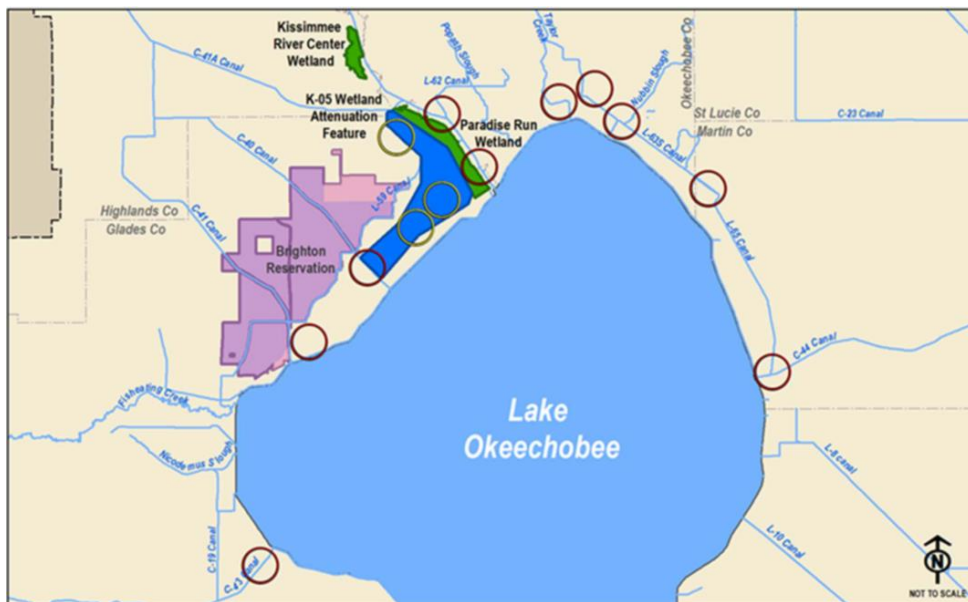 Kissimmee
River Center
Wetland
C-41A Canal
Popash Slough
Taylor
Creek
L-62 Canal
Nubbin Slough
Okeechobee Co
K-05 Wetland
Attenuation
Feature
Paradise Run
Wetland
St Lucie Co
Martin Co
C-23 Canal
L-63S Canal
C-40 Canal
L-59 Canal
Highlands Co
Glades Co
C-41 Canal
Brighton
Reservation
L-65 Canal
C-44 Canal
Fisheating Creek
Lake
Okeechobee
Nicodemus Slough
L-8 canal
C-19 Canal
L-10 Canal
C-43 Canal
N
NOT TO SCALE